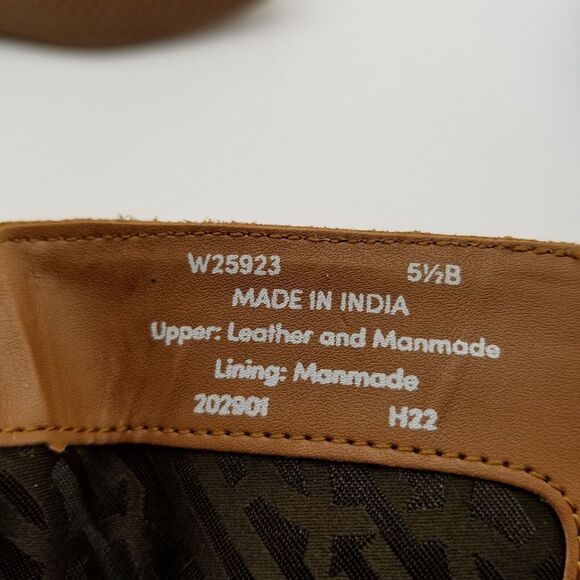 W25923 5½B
MADE IN INDIA
Upper: Leather and Manmade
Lining: Manmade
202901 H22